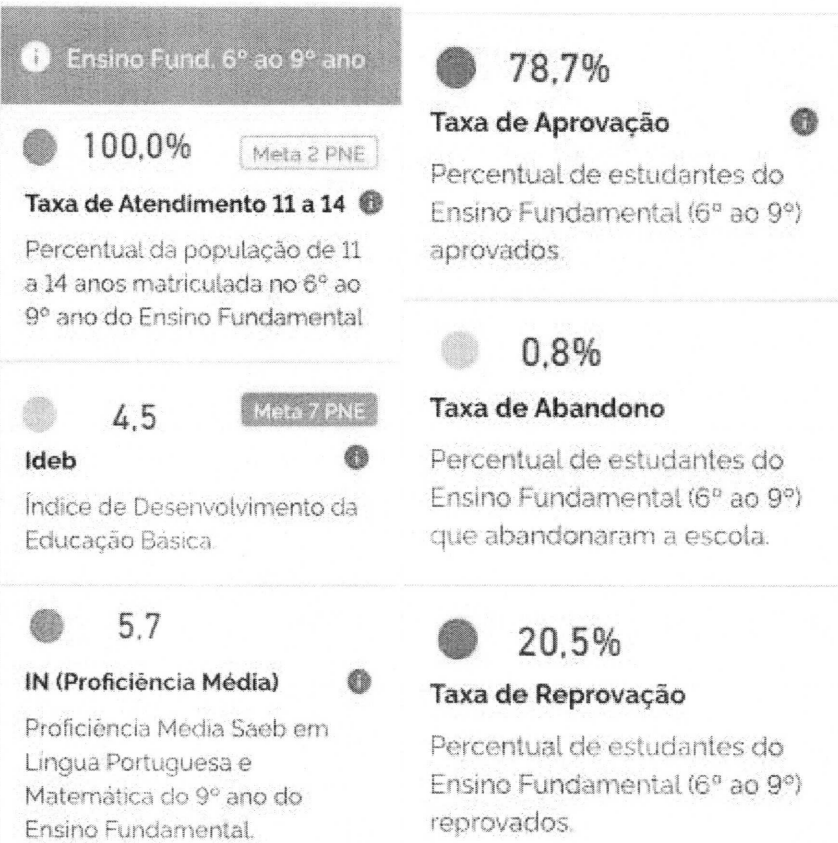 Ensino Fund. 6º ao 9º ano
100,0%
Meta 2 PNE
Taxa de Atendimento 11 a 14
Percentual da população de 11
a 14 anos matriculada no 6º ao
9º ano do Ensino Fundamental
4,5
Meta 7 PNE
Ideb
Índice de Desenvolvimento da
Educação Básica.
5,7
IN (Proficiência Média)
Proficiência Média Saeb em
Língua Portuguesa e
Matemática do 9º ano do
Ensino Fundamental.
78,7%
Taxa de Aprovação
Percentual de estudantes do
Ensino Fundamental (6º ao 9º)
aprovados.
0,8%
Taxa de Abandono
Percentual de estudantes do
Ensino Fundamental (6º ao 9º)
que abandonaram a escola.
20,5%
Taxa de Reprovação
Percentual de estudantes do
Ensino Fundamental (6º ao 9º)
reprovados.